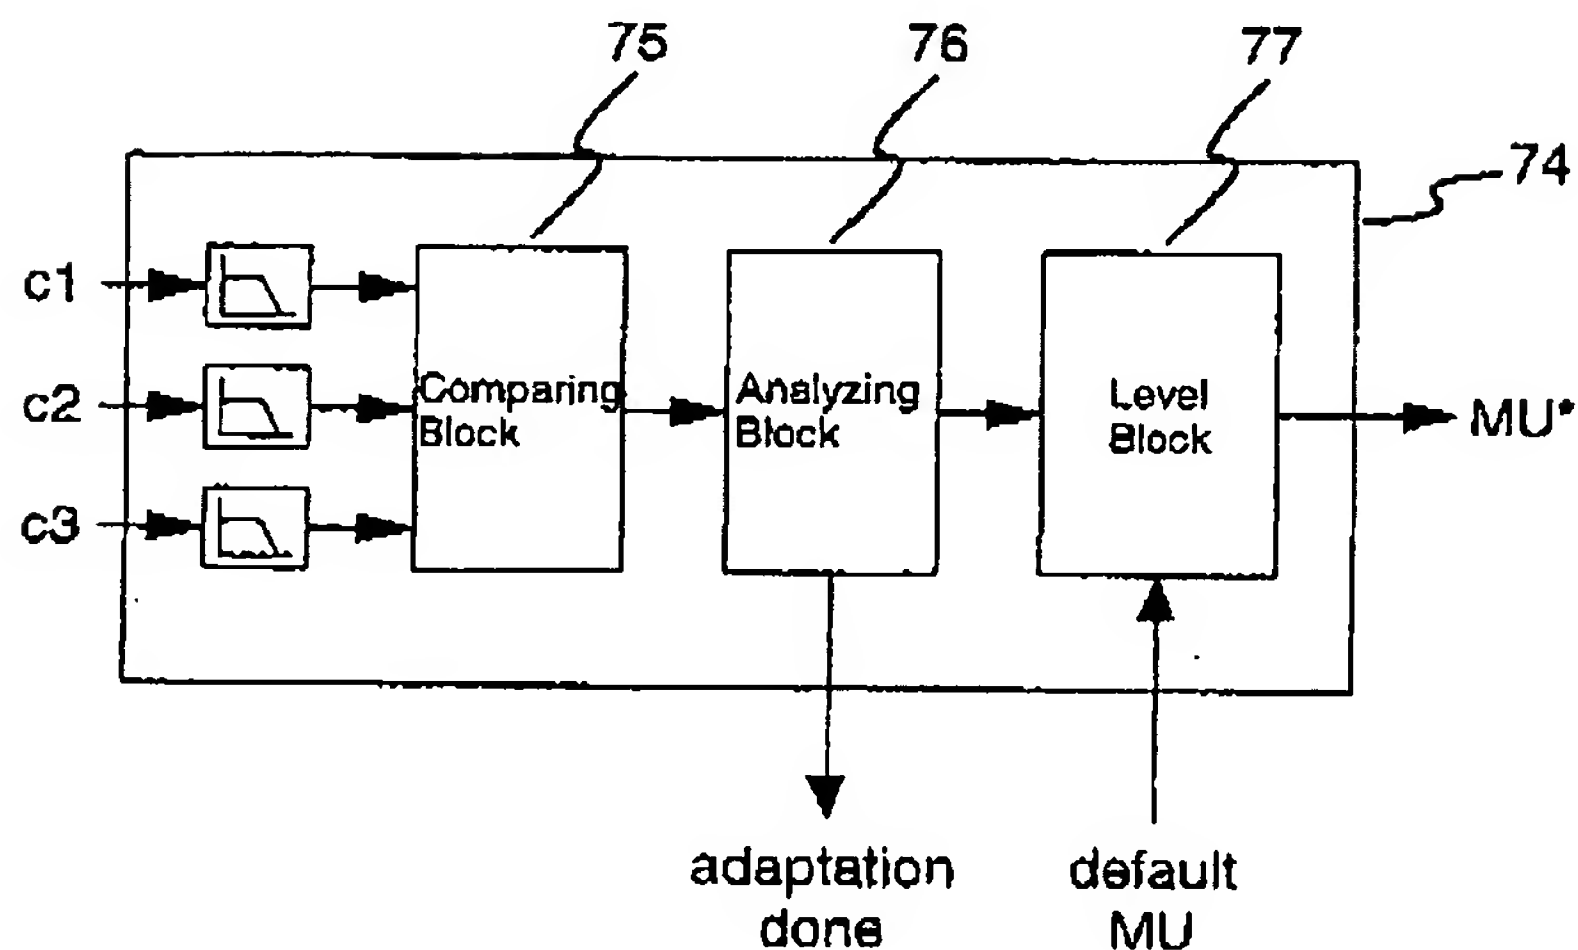 75
76
77
74
c1
c2
c3
Comparing
Block
Analyzing
Block
Level
Block
MU*
adaptation
done
default
MU